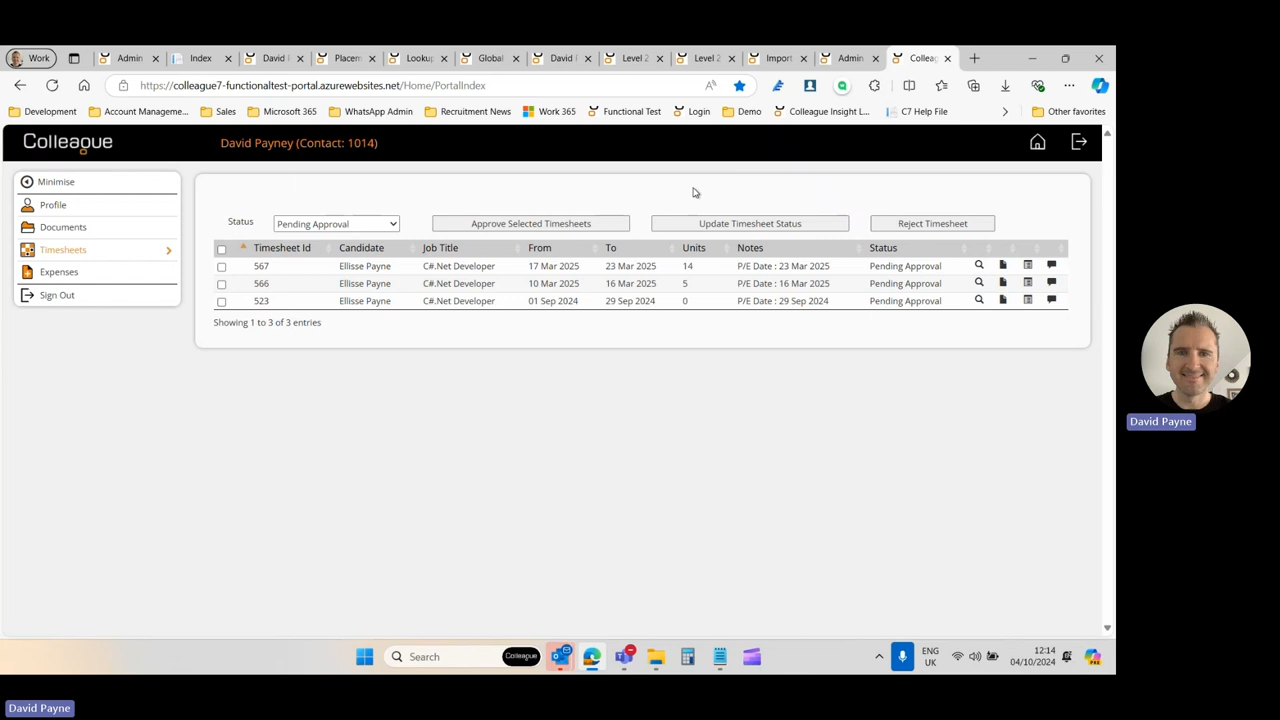 Work
Admin
Index
David
Placem
Looku
Global
David
Level 2
Level 2
Import
Admin
Colleag
https://colleague7-functionaltest-portal.azurewebsites.net/Home/PortalIndex
Development
Account Manageme...
Sales
Microsoft 365
WhatsApp Admin
Recruitment News
Work 365
Functional Test
Login
Demo
Colleague Insight L...
C7 Help File
Other favorites
Colleague
David Payney (Contact: 1014)
Minimise
Profile
Documents
Timesheets
Expenses
Sign Out
Status
Pending Approval
Approve Selected Timesheets
Update Timesheet Status
Reject Timesheet
Timesheet Id Candidate Job Title From To Units Notes Status
567 Ellisse Payne C#.Net Developer 17 Mar 2025 23 Mar 2025 14 P/E Date : 23 Mar 2025 Pending Approval
566 Ellisse Payne C#.Net Developer 10 Mar 2025 16 Mar 2025 5 P/E Date : 16 Mar 2025 Pending Approval
523 Ellisse Payne C#.Net Developer 01 Sep 2024 29 Sep 2024 0 P/E Date : 29 Sep 2024 Pending Approval
Showing 1 to 3 of 3 entries
David Payne
Search
Colleague
ENG
UK
12:14
04/10/2024
David Payne